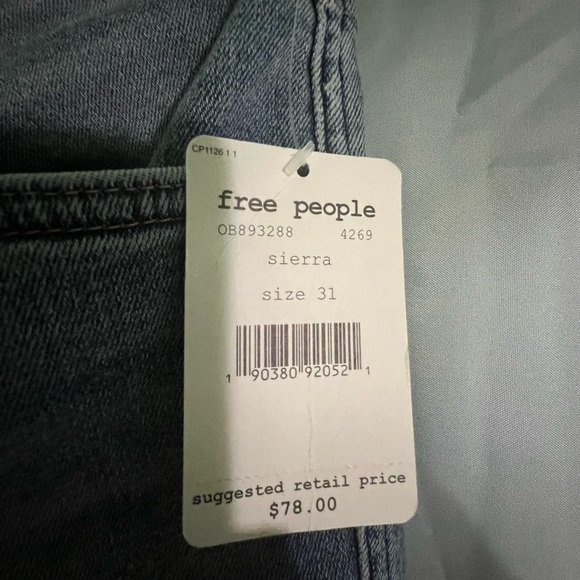 CP1126 1 1
free people
OB893288 4269
sierra
size 31
1 90380 92052 1
suggested retail price
$78.00